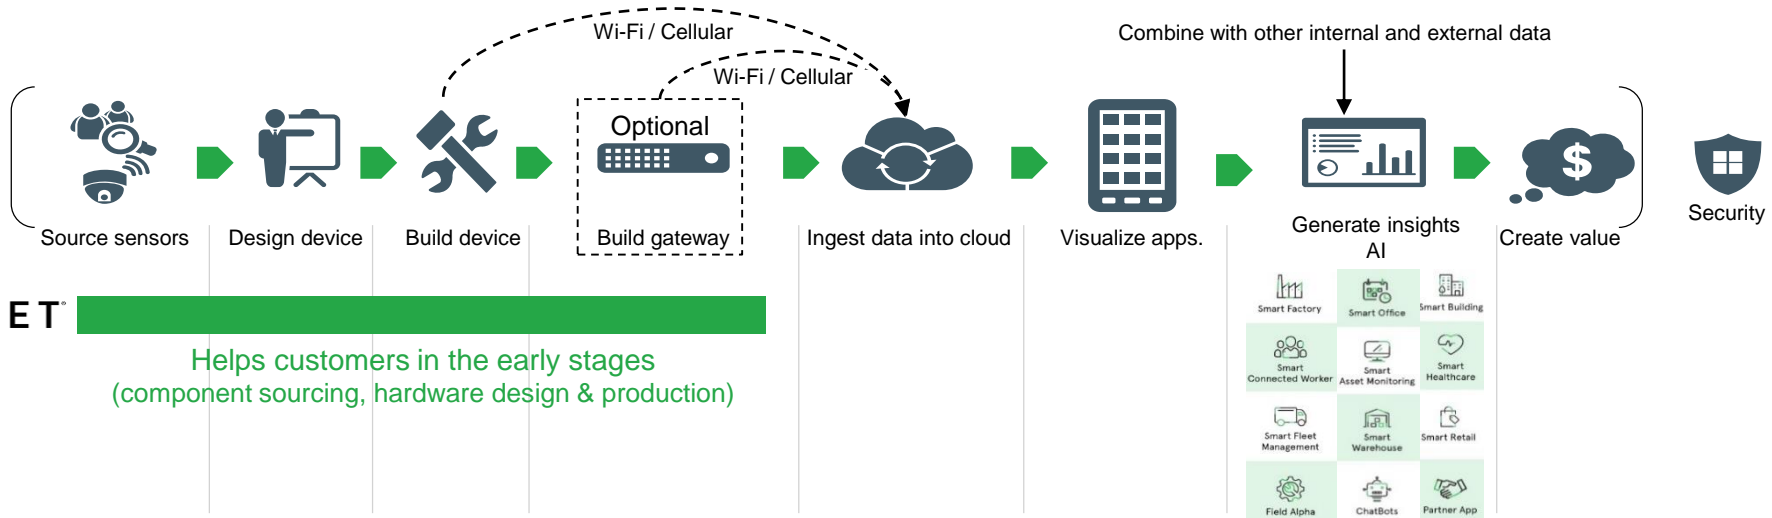 Wi-Fi / Cellular
Combine with other internal and external data
Wi-Fi / Cellular
Optional
$
Source sensors
Design device
Build device
Build gateway
Ingest data into cloud
Visualize apps.
Generate insights
AI
Create value
Security
ET
Helps customers in the early stages
(component sourcing, hardware design & production)
Smart Factory
Smart Office
Smart Building
Smart
Connected Worker
Smart
Asset Monitoring
Smart
Healthcare
Smart Fleet
Management
Smart
Warehouse
Smart Retail
Field Alpha
ChatBots
Partner App